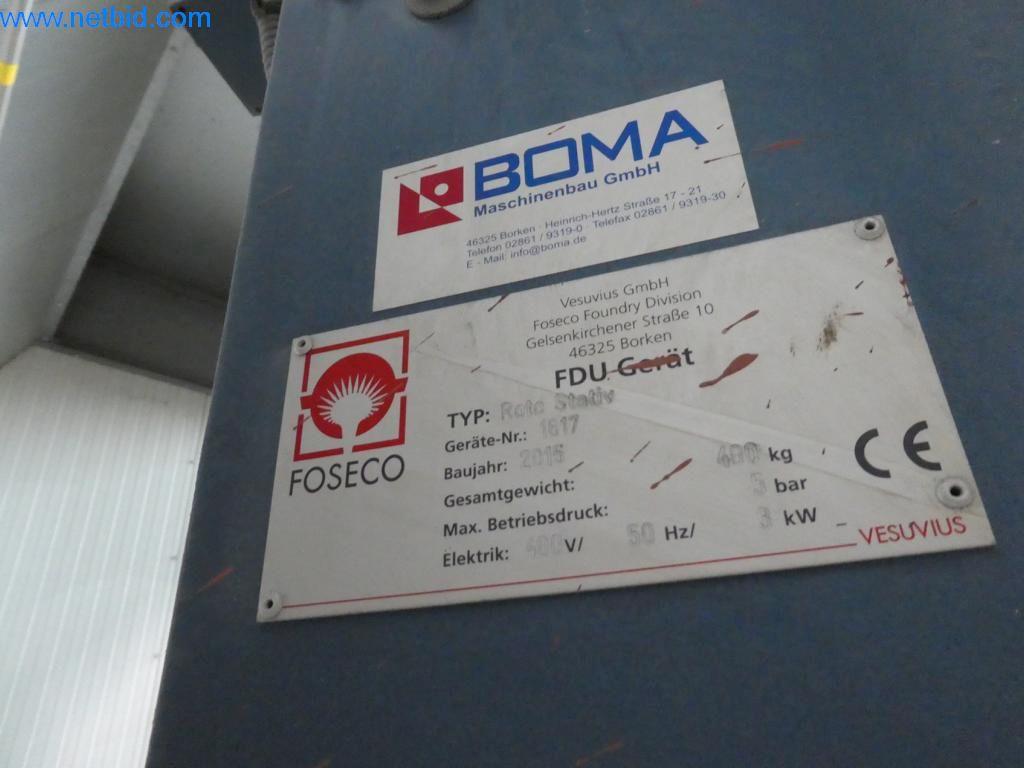 www.netbid.com
BOMA
Maschinenbau GmbH
46325 Borken · Heinrich-Hertz Straße 17 - 21
Telefon 02861 / 9319-0 · Telefax 02861 / 9319-30
E - Mail: info@boma.de
Vesuvius GmbH
Foseco Foundry Division
Gelsenkirchener Straße 10
46325 Borken
FDU Gerät
FOSECO
TYP: Roto Stativ
Geräte-Nr.: 1617
Baujahr: 2015
Gesamtgewicht: 400 kg
Max. Betriebsdruck: 5 bar
Elektrik: 400 V/ 50 Hz/ 3 kW
CE
VESUVIUS